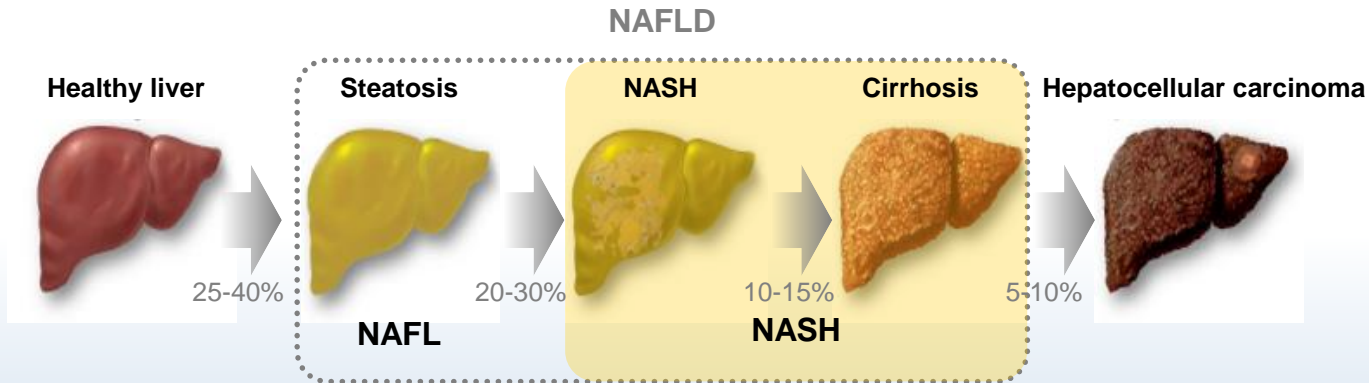 NAFLD
Healthy liver
Steatosis
NASH
Cirrhosis
Hepatocellular carcinoma
25-40%
20-30%
10-15%
5-10%
NAFL
NASH